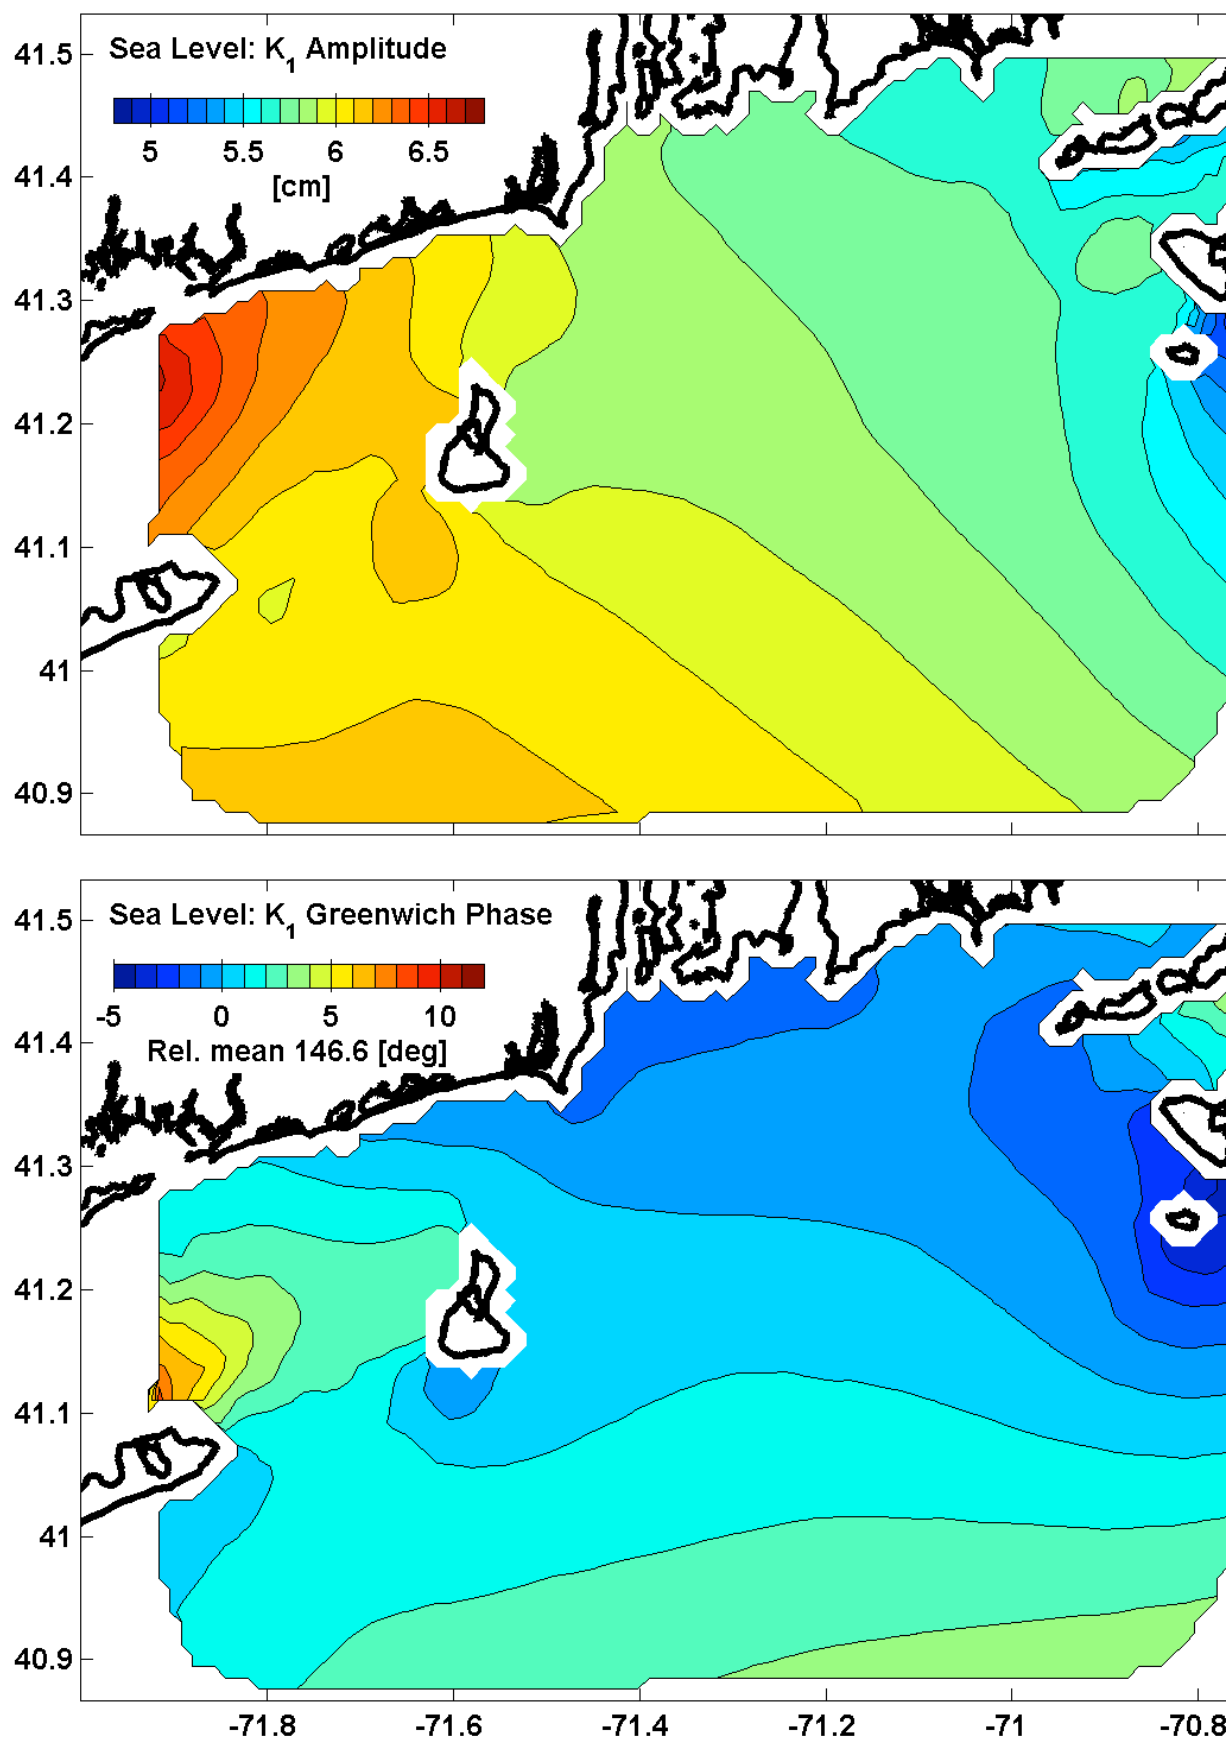 41.5
Sea Level: K1 Amplitude
5 5.5 6 6.5
[cm]
41.4
41.3
41.2
41.1
41
40.9
41.5
Sea Level: K1 Greenwich Phase
-5 0 5 10
Rel. mean 146.6 [deg]
41.4
41.3
41.2
41.1
41
40.9
-71.8 -71.6 -71.4 -71.2 -71 -70.8